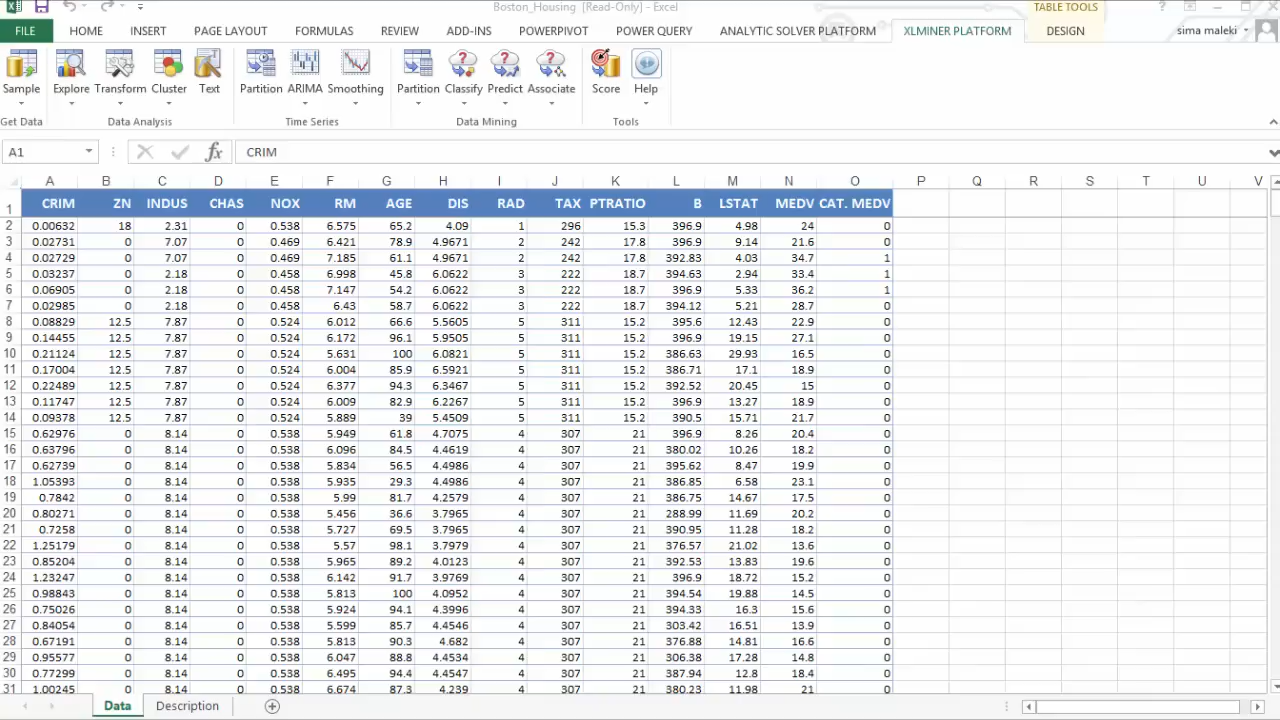 Boston_Housing [Read-Only] - Excel
TABLE TOOLS
FILE HOME INSERT PAGE LAYOUT FORMULAS REVIEW ADD-INS POWERPIVOT POWER QUERY ANALYTIC SOLVER PLATFORM XLMINER PLATFORM DESIGN sima maleki
Sample Explore Transform Cluster Text Partition ARIMA Smoothing Partition Classify Predict Associate Score Help
Get Data Data Analysis Time Series Data Mining Tools
A1 fx CRIM
A B C D E F G H I J K L M N O P Q R S T U V
1 CRIM ZN INDUS CHAS NOX RM AGE DIS RAD TAX PTRATIO B LSTAT MEDV CAT. MEDV
2 0.00632 18 2.31 0 0.538 6.575 65.2 4.09 1 296 15.3 396.9 4.98 24 0
3 0.02731 0 7.07 0 0.469 6.421 78.9 4.9671 2 242 17.8 396.9 9.14 21.6 0
4 0.02729 0 7.07 0 0.469 7.185 61.1 4.9671 2 242 17.8 392.83 4.03 34.7 1
5 0.03237 0 2.18 0 0.458 6.998 45.8 6.0622 3 222 18.7 394.63 2.94 33.4 1
6 0.06905 0 2.18 0 0.458 7.147 54.2 6.0622 3 222 18.7 396.9 5.33 36.2 1
7 0.02985 0 2.18 0 0.458 6.43 58.7 6.0622 3 222 18.7 394.12 5.21 28.7 0
8 0.08829 12.5 7.87 0 0.524 6.012 66.6 5.5605 5 311 15.2 395.6 12.43 22.9 0
9 0.14455 12.5 7.87 0 0.524 6.172 96.1 5.9505 5 311 15.2 396.9 19.15 27.1 0
10 0.21124 12.5 7.87 0 0.524 5.631 100 6.0821 5 311 15.2 386.63 29.93 16.5 0
11 0.17004 12.5 7.87 0 0.524 6.004 85.9 6.5921 5 311 15.2 386.71 17.1 18.9 0
12 0.22489 12.5 7.87 0 0.524 6.377 94.3 6.3467 5 311 15.2 392.52 20.45 15 0
13 0.11747 12.5 7.87 0 0.524 6.009 82.9 6.2267 5 311 15.2 396.9 13.27 18.9 0
14 0.09378 12.5 7.87 0 0.524 5.889 39 5.4509 5 311 15.2 390.5 15.71 21.7 0
15 0.62976 0 8.14 0 0.538 5.949 61.8 4.7075 4 307 21 396.9 8.26 20.4 0
16 0.63796 0 8.14 0 0.538 6.096 84.5 4.4619 4 307 21 380.02 10.26 18.2 0
17 0.62739 0 8.14 0 0.538 5.834 56.5 4.4986 4 307 21 395.62 8.47 19.9 0
18 1.05393 0 8.14 0 0.538 5.935 29.3 4.4986 4 307 21 386.85 6.58 23.1 0
19 0.7842 0 8.14 0 0.538 5.99 81.7 4.2579 4 307 21 386.75 14.67 17.5 0
20 0.80271 0 8.14 0 0.538 5.456 36.6 3.7965 4 307 21 288.99 11.69 20.2 0
21 0.7258 0 8.14 0 0.538 5.727 69.5 3.7965 4 307 21 390.95 11.28 18.2 0
22 1.25179 0 8.14 0 0.538 5.57 98.1 3.7979 4 307 21 376.57 21.02 13.6 0
23 0.85204 0 8.14 0 0.538 5.965 89.2 4.0123 4 307 21 392.53 13.83 19.6 0
24 1.23247 0 8.14 0 0.538 6.142 91.7 3.9769 4 307 21 396.9 18.72 15.2 0
25 0.98843 0 8.14 0 0.538 5.813 100 4.0952 4 307 21 394.54 19.88 14.5 0
26 0.75026 0 8.14 0 0.538 5.924 94.1 4.3996 4 307 21 394.33 16.3 15.6 0
27 0.84054 0 8.14 0 0.538 5.599 85.7 4.4546 4 307 21 303.42 16.51 13.9 0
28 0.67191 0 8.14 0 0.538 5.813 90.3 4.682 4 307 21 376.88 14.81 16.6 0
29 0.95577 0 8.14 0 0.538 6.047 88.8 4.4534 4 307 21 306.38 17.28 14.8 0
30 0.77299 0 8.14 0 0.538 6.495 94.4 4.4547 4 307 21 387.94 12.8 18.4 0
31 1.00245 0 8.14 0 0.538 6.674 87.3 4.239 4 307 21 380.23 11.98 21 0
Data Description